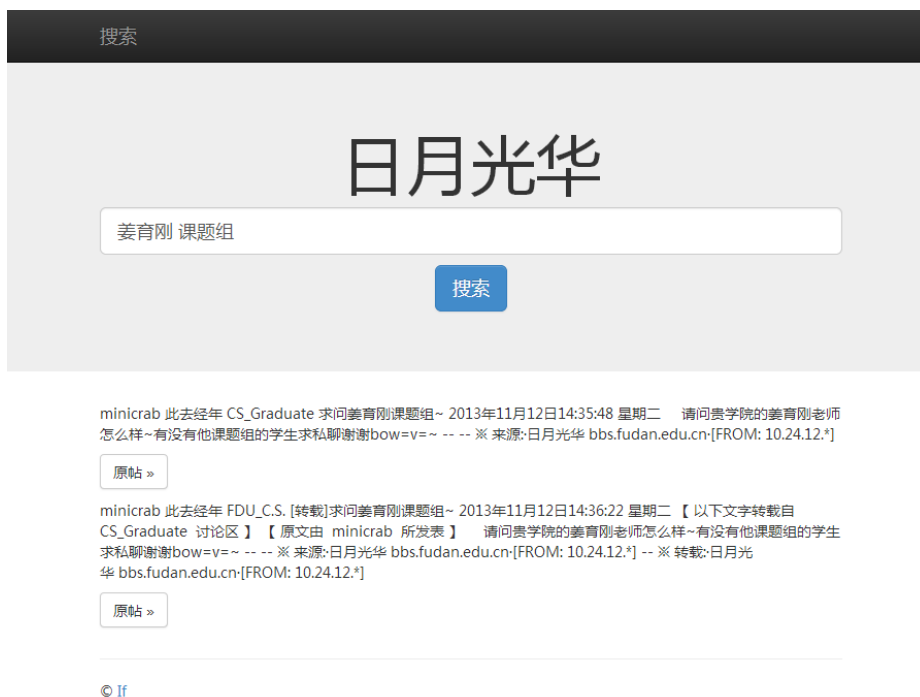 搜索
日月光华
姜育刚 课题组
搜索
minicrab 此去经年 CS_Graduate 求问姜育刚课题组~ 2013年11月12日14:35:48 星期二 请问贵学院的姜育刚老师
怎么样~有没有他课题组的学生求私聊谢谢bow=v=~ -- -- ※ 来源:·日月光华 bbs.fudan.edu.cn·[FROM: 10.24.12.*]
原帖 »
minicrab 此去经年 FDU_C.S. [转载]求问姜育刚课题组~ 2013年11月12日14:36:22 星期二 【 以下文字转载自
CS_Graduate 讨论区 】 【 原文由 minicrab 所发表 】 请问贵学院的姜育刚老师怎么样~有没有他课题组的学生
求私聊谢谢bow=v=~ -- -- ※ 来源:·日月光华 bbs.fudan.edu.cn·[FROM: 10.24.12.*] -- ※ 转载:·日月光
华 bbs.fudan.edu.cn·[FROM: 10.24.12.*]
原帖 »
© If